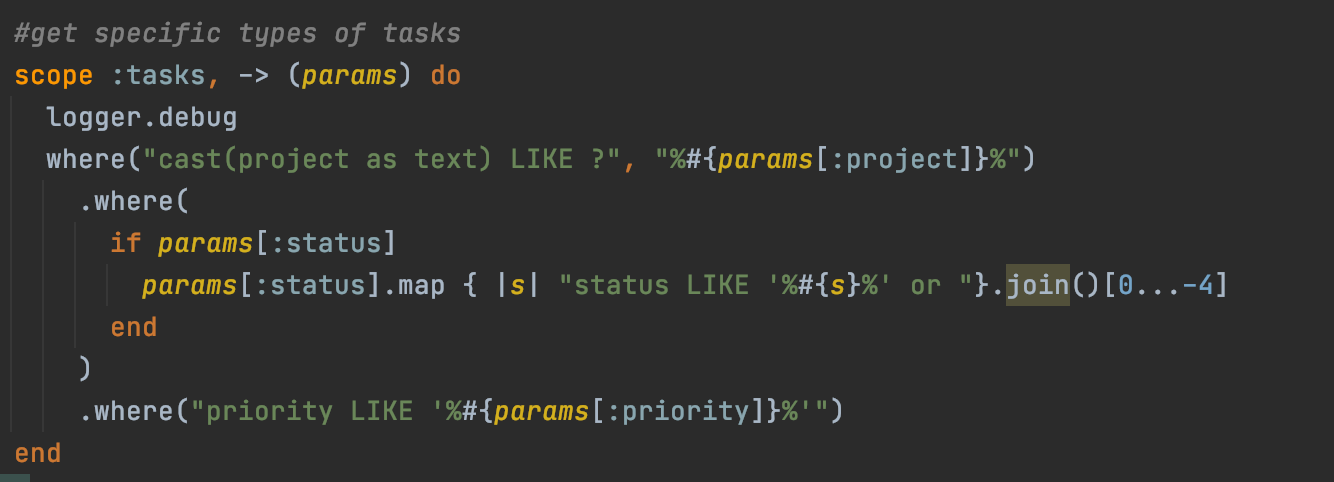 #get specific types of tasks
scope :tasks, -> (params) do
logger.debug
where("cast(project as text) LIKE ?", "%#{params[:project]}%")
.where(
if params[:status]
params[:status].map { |s| "status LIKE '%#{s}%' or "}.join()[0...-4]
end
)
.where("priority LIKE '%#{params[:priority]}%'")
end